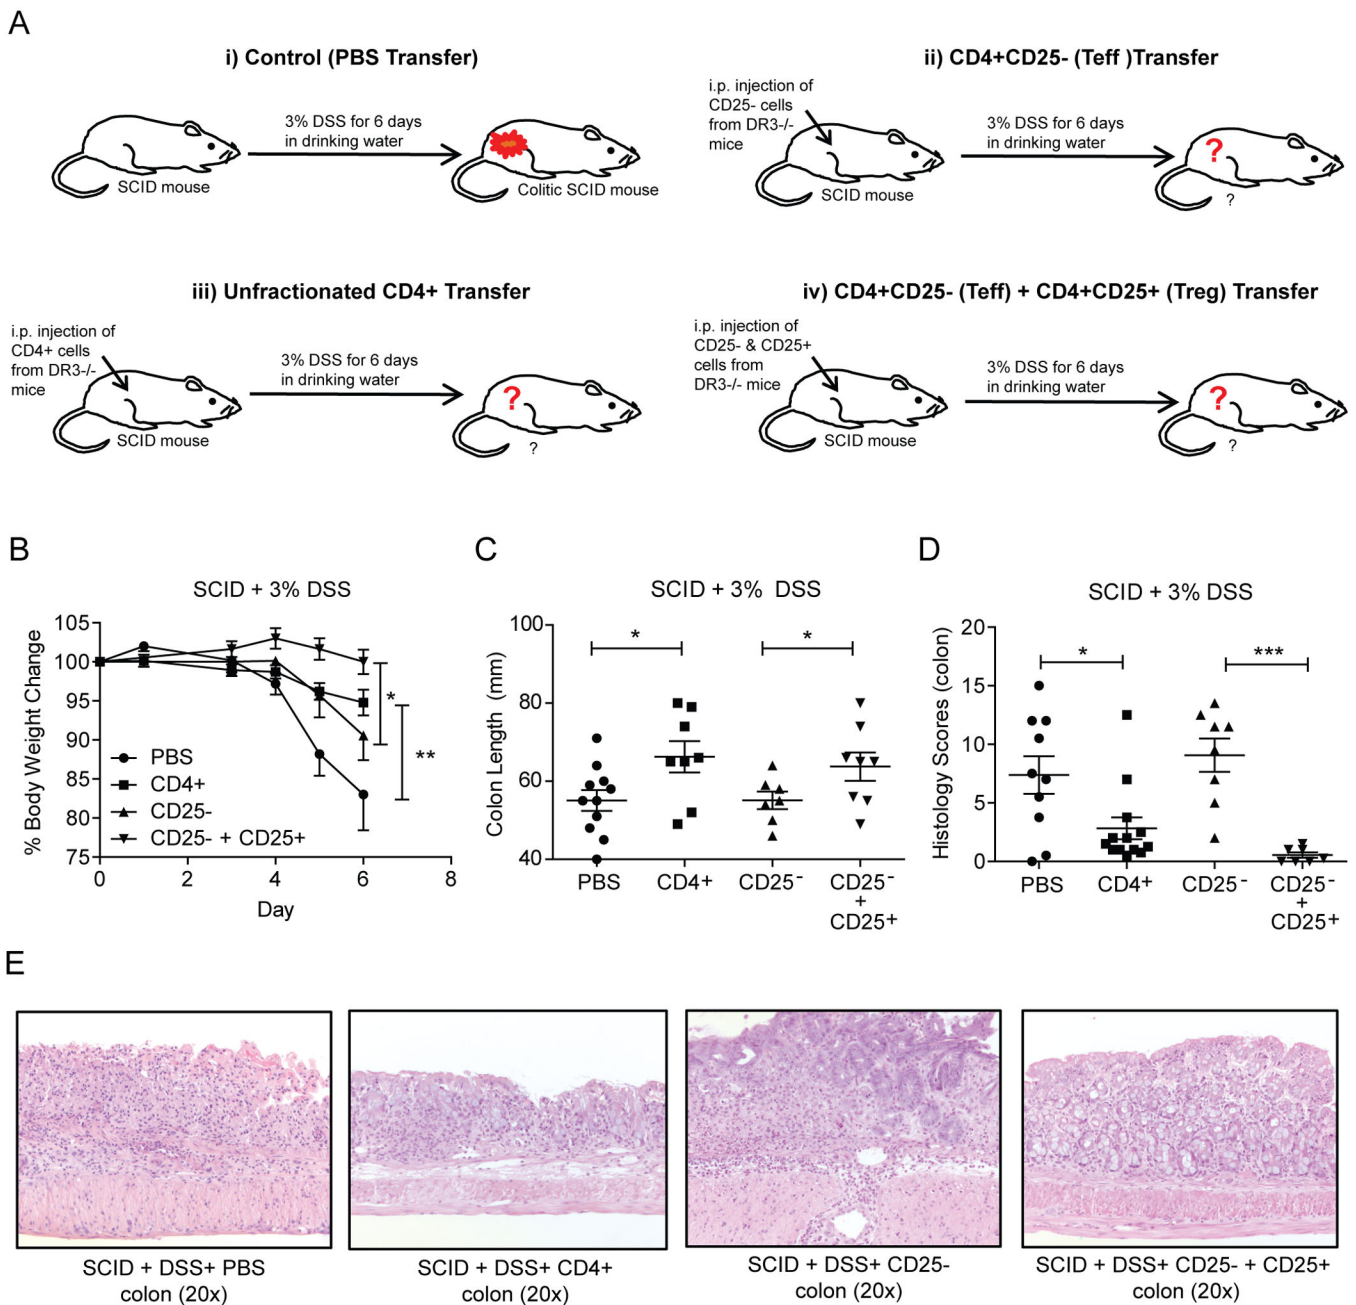 A
i) Control (PBS Transfer)
3% DSS for 6 days
in drinking water
SCID mouse
Colitic SCID mouse
ii) CD4+CD25- (Teff )Transfer
i.p. injection of
CD25- cells
from DR3-/-
mice
3% DSS for 6 days
in drinking water
SCID mouse
?
?
iii) Unfractionated CD4+ Transfer
i.p. injection of
CD4+ cells
from DR3-/-
mice
3% DSS for 6 days
in drinking water
SCID mouse
?
?
iv) CD4+CD25- (Teff) + CD4+CD25+ (Treg) Transfer
i.p. injection of
CD25- & CD25+
cells from
DR3-/- mice
3% DSS for 6 days
in drinking water
SCID mouse
?
?
B
SCID + 3% DSS
% Body Weight Change
105
100
95
90
85
80
75
0
2
4
6
8
Day
PBS
CD4+
CD25-
CD25- + CD25+
*
**
C
SCID + 3% DSS
Colon Length (mm)
100
80
60
40
*
*
PBS
CD4+
CD25-
CD25-
+
CD25+
D
SCID + 3% DSS
Histology Scores (colon)
20
15
10
5
0
*
***
PBS
CD4+
CD25-
CD25-
+
CD25+
E
SCID + DSS+ PBS
colon (20x)
SCID + DSS+ CD4+
colon (20x)
SCID + DSS+ CD25-
colon (20x)
SCID + DSS+ CD25- + CD25+
colon (20x)